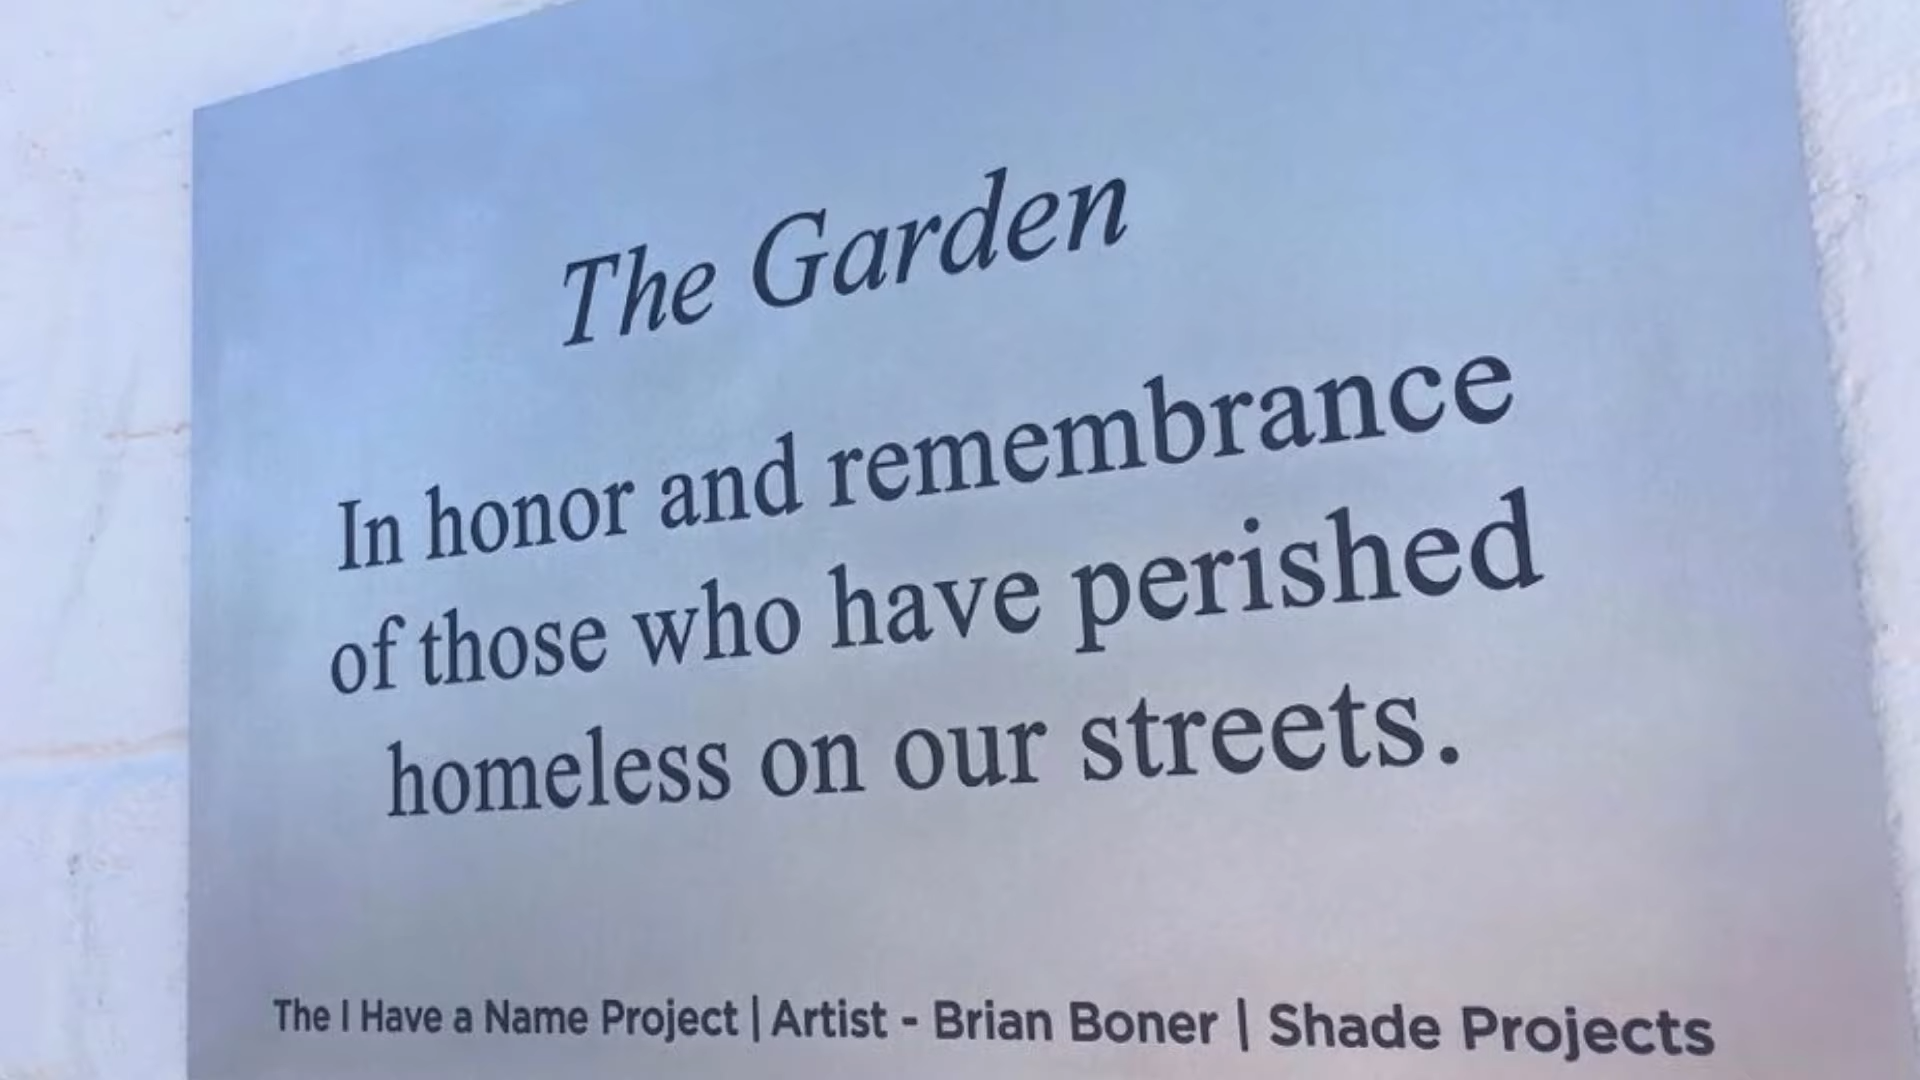 The Garden
In honor and remembrance
of those who have perished
homeless on our streets.
The I Have a Name Project | Artist - Brian Boner | Shade Projects